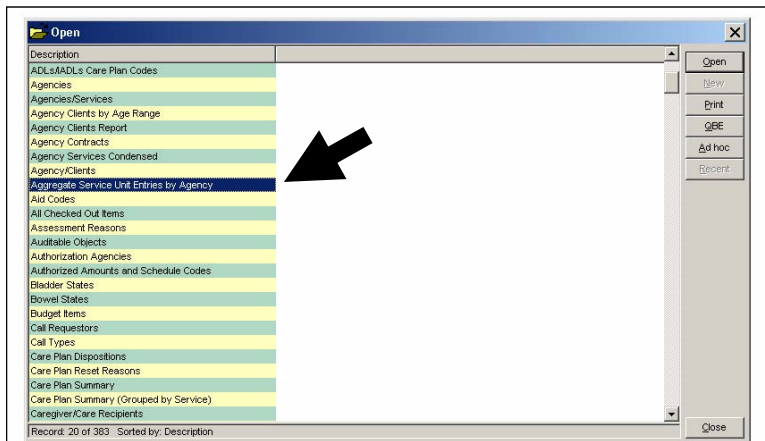 Open
Description
ADLs/IADLs Care Plan Codes
Agencies
Agencies/Services
Agency Clients by Age Range
Agency Clients Report
Agency Contracts
Agency Services Condensed
Agency/Clients
Aggregate Service Unit Entries by Agency
Aid Codes
All Checked Out Items
Assessment Reasons
Auditable Objects
Authorization Agencies
Authorized Amounts and Schedule Codes
Bladder States
Bowel States
Budget Items
Call Requestors
Call Types
Care Plan Dispositions
Care Plan Reset Reasons
Care Plan Summary
Care Plan Summary (Grouped by Service)
Caregiver/Care Recipients
Record: 20 of 383 Sorted by: Description
Open
New
Print
QBE
Ad hoc
Recent
Close